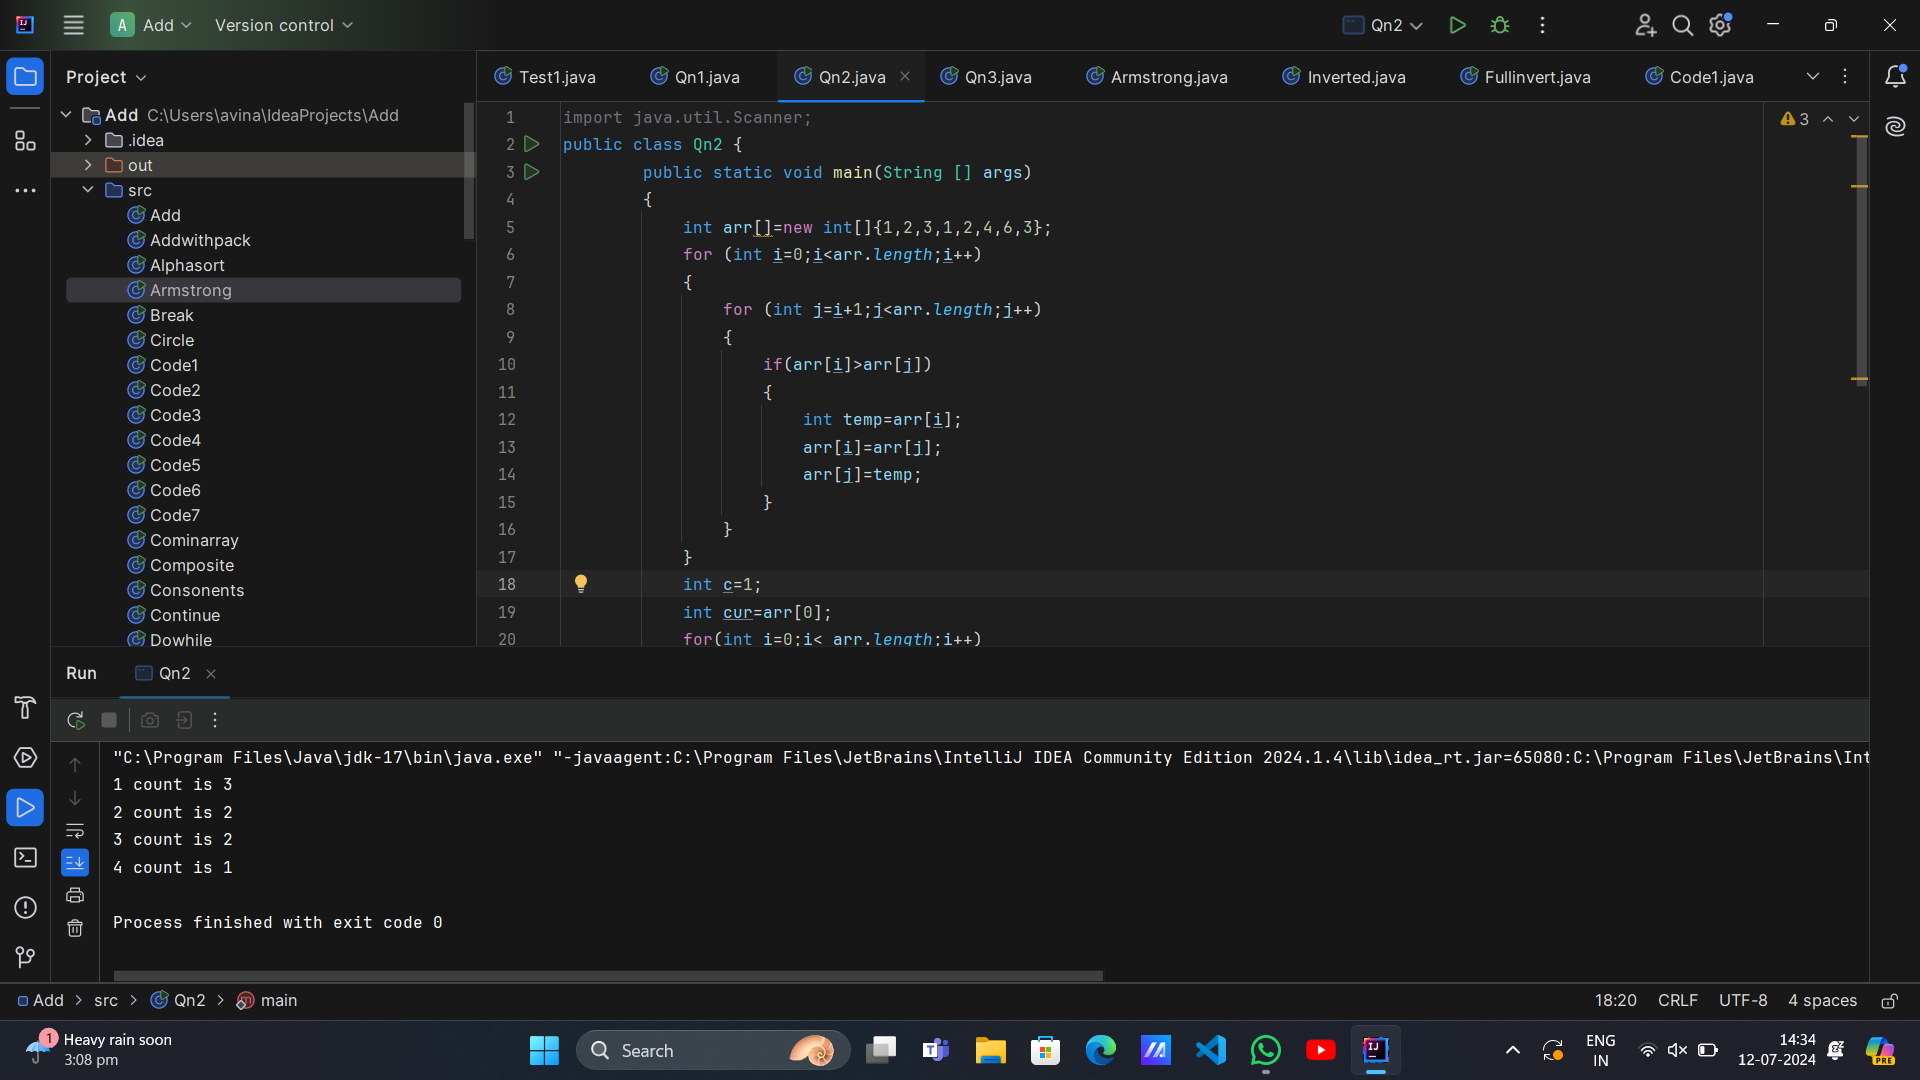 A Add Version control Qn2
Project
Test1.java Qn1.java Qn2.java Qn3.java Armstrong.java Inverted.java Fullinvert.java Code1.java
Add C:\Users\avina\IdeaProjects\Add
.idea
out
src
Add
Addwithpack
Alphasort
Armstrong
Break
Circle
Code1
Code2
Code3
Code4
Code5
Code6
Code7
Cominarray
Composite
Consonents
Continue
Dowhile
3
1 import java.util.Scanner;
2 public class Qn2 {
3 public static void main(String [] args)
4 {
5 int arr[]=new int[]{1,2,3,1,2,4,6,3};
6 for (int i=0;i<arr.length;i++)
7 {
8 for (int j=i+1;j<arr.length;j++)
9 {
10 if(arr[i]>arr[j])
11 {
12 int temp=arr[i];
13 arr[i]=arr[j];
14 arr[j]=temp;
15 }
16 }
17 }
18 int c=1;
19 int cur=arr[0];
20 for(int i=0;i< arr.length;i++)
Run Qn2
"C:\Program Files\Java\jdk-17\bin\java.exe" "-javaagent:C:\Program Files\JetBrains\IntelliJ IDEA Community Edition 2024.1.4\lib\idea_rt.jar=65080:C:\Program Files\JetBrains\Int
1 count is 3
2 count is 2
3 count is 2
4 count is 1
Process finished with exit code 0
Add > src > Qn2 > main 18:20 CRLF UTF-8 4 spaces
1 Heavy rain soon
3:08 pm
Search
ENG
IN
14:34
12-07-2024
PRE